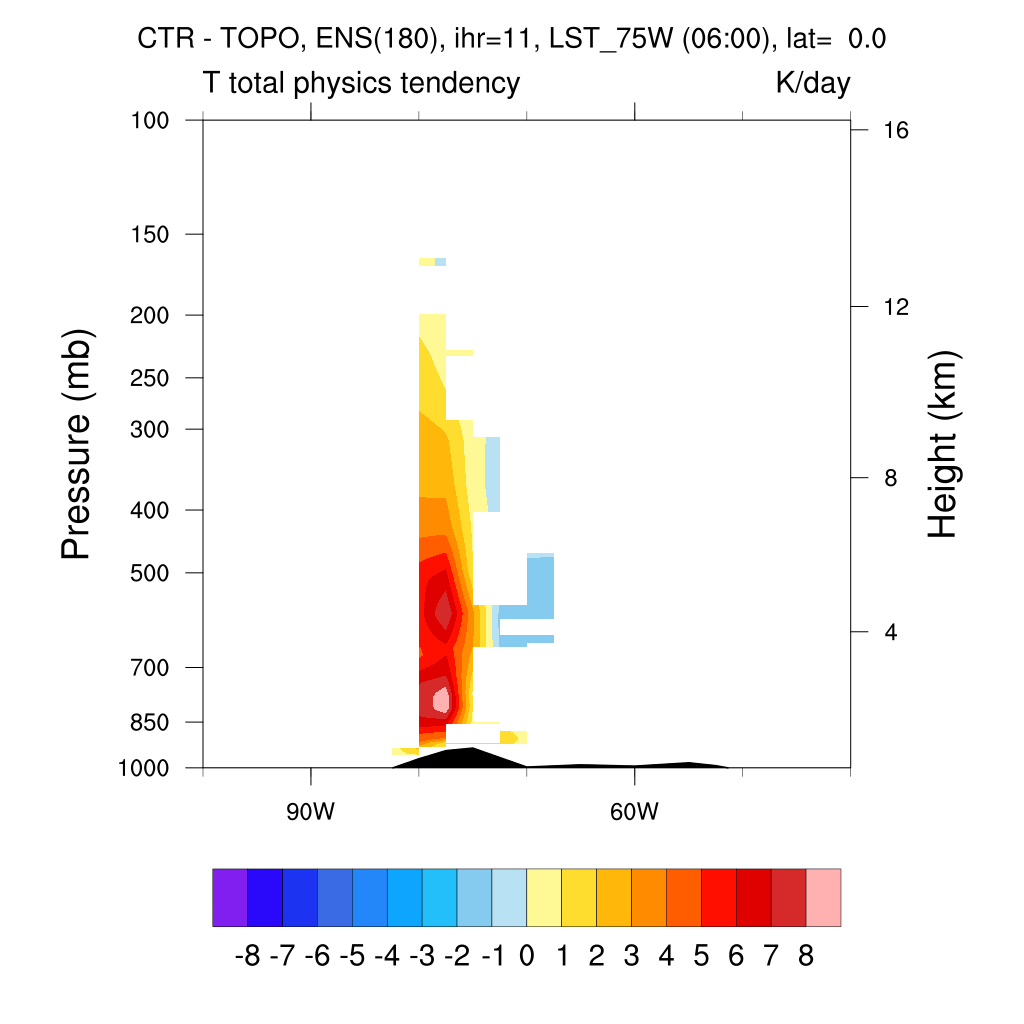 CTR - TOPO, ENS(180), ihr=11, LST_75W (06:00), lat=  0.0
T total physics tendency K/day
100
150
200
250
300
400
500
700
850
1000
Pressure (mb)
16
12
8
4
Height (km)
90W 60W
-8 -7 -6 -5 -4 -3 -2 -1 0 1 2 3 4 5 6 7 8